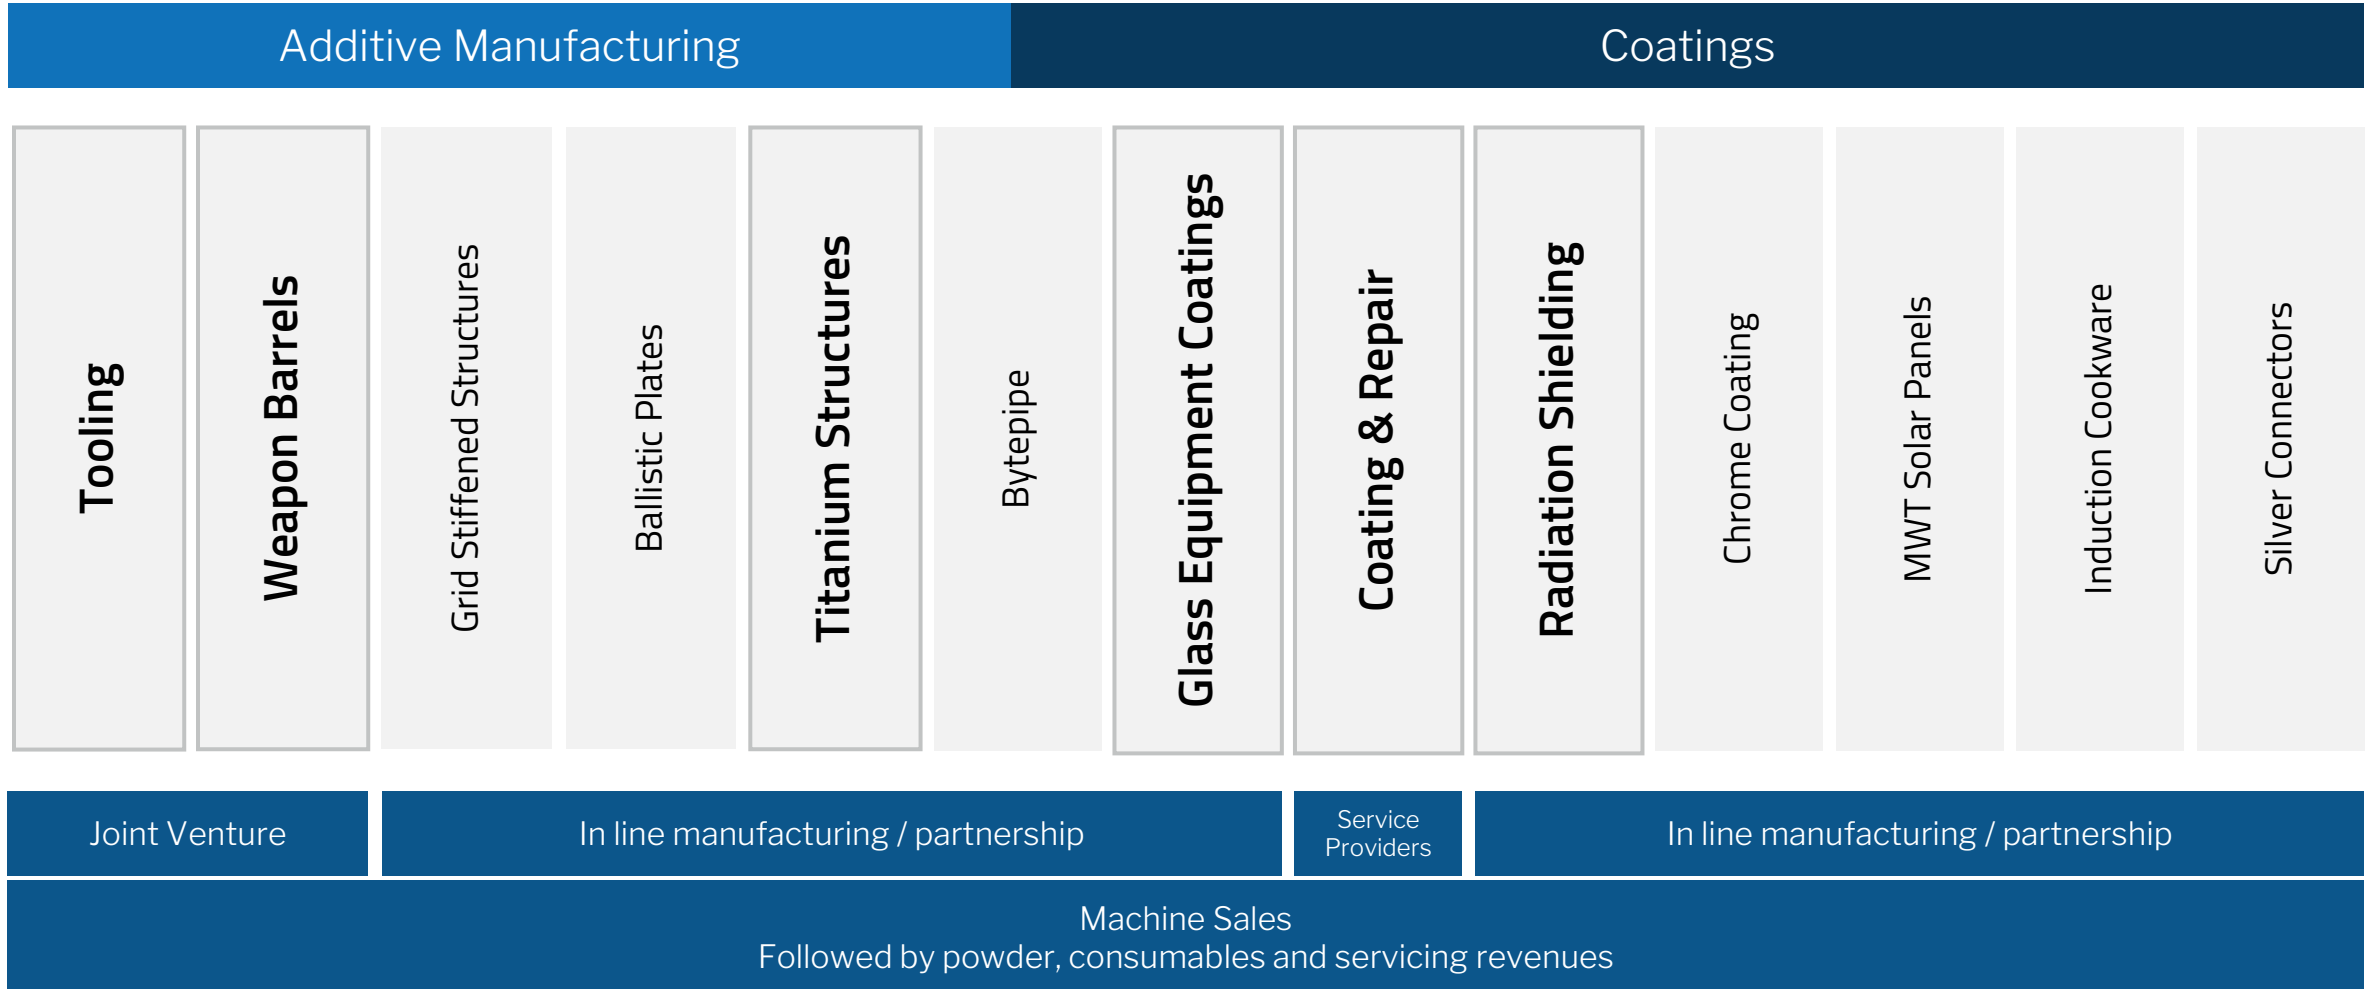 Additive Manufacturing
Coatings
Tooling
Weapon Barrels
Grid Stiffened Structures
Ballistic Plates
Titanium Structures
Bytepipe
Glass Equipment Coatings
Coating & Repair
Radiation Shielding
Chrome Coating
MWT Solar Panels
Induction Cookware
Silver Connectors
Joint Venture
In line manufacturing / partnership
Service
Providers
In line manufacturing / partnership
Machine Sales
Followed by powder, consumables and servicing revenues